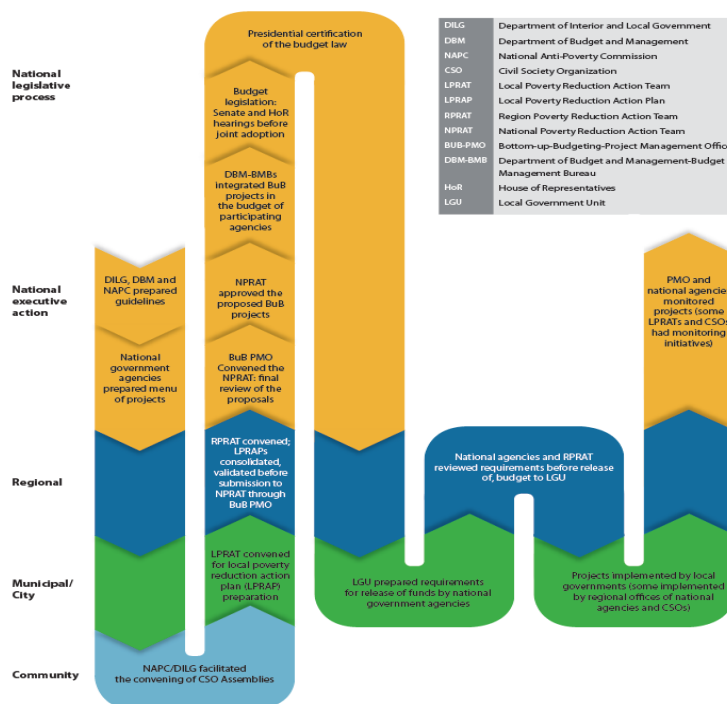 Presidential certification
of the budget law
National
legislative
process
Budget
legislation:
Senate and HoR
hearings before
joint adoption
DBM-BMBs
integrated BuB
projects in
the budget of
participating
agencies
DILG Department of Interior and Local Government
DBM Department of Budget and Management
NAPC National Anti-Poverty Commission
CSO Civil Society Organization
LPRAT Local Poverty Reduction Action Team
LPRAP Local Poverty Reduction Action Plan
RPRAT Region Poverty Reduction Action Team
NPRAT National Poverty Reduction Action Team
BUB-PMO Bottom-up-Budgeting-Project Management Offic
DBM-BMB Department of Budget and Management-Budget
Management Bureau
HoR House of Representatives
LGU Local Government Unit
National
executive
action
DILG, DBM and
NAPC prepared
guidelines
National
government
agencies
prepared menu
of projects
NPRAT
approved the
proposed BuB
projects
BuB PMO
Convened the
NPRAT: final
review of the
proposals
PMO and
national agencie
monitored
projects (some
LPRATs and CSOs
had monitoring
initiatives)
Regional
RPRAT convened;
LPRAPs
consolidated,
validated before
submission to
NPRAT through
BuB PMO
National agencies and RPRAT
reviewed requirements before release
of, budget to LGU
Municipal/
City
LPRAT convened
for local poverty
reduction action
plan (LPRAP)
preparation
LGU prepared requirements
for release of funds by national
government agencies
Projects implemented by local
governments (some implemented
by regional offices of
national agencies and CSOs)
Community
NAPC/DILG facilitated
the convening of CSO Assemblies